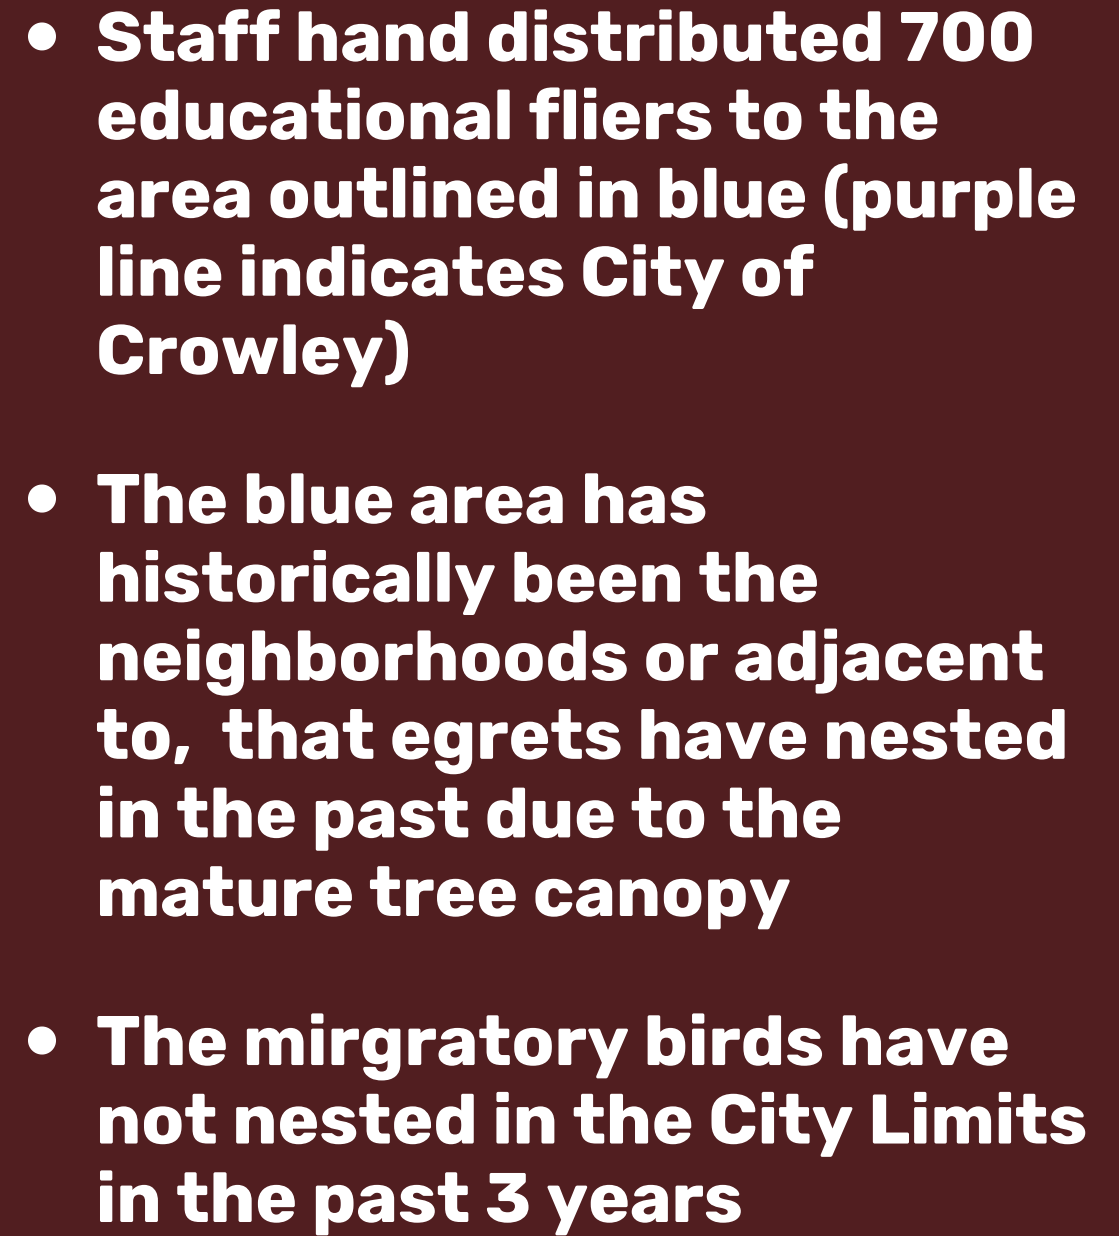 • Staff hand distributed 700
educational fliers to the
area outlined in blue (purple
line indicates City of
Crowley)
• The blue area has
historically been the
neighborhoods or adjacent
to,  that egrets have nested
in the past due to the
mature tree canopy
• The mirgratory birds have
not nested in the City Limits
in the past 3 years